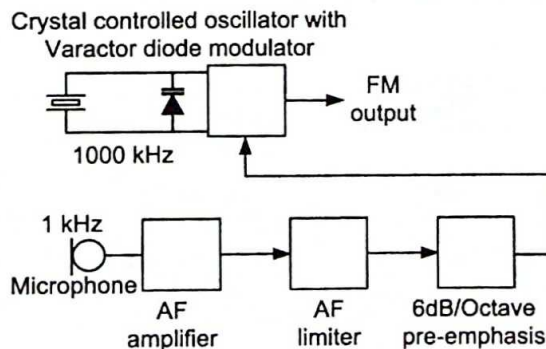 Crystal controlled oscillator with
Varactor diode modulator
FM
output
1000 kHz
1 kHz
Microphone
AF
amplifier
AF
limiter
6dB/Octave
pre-emphasis